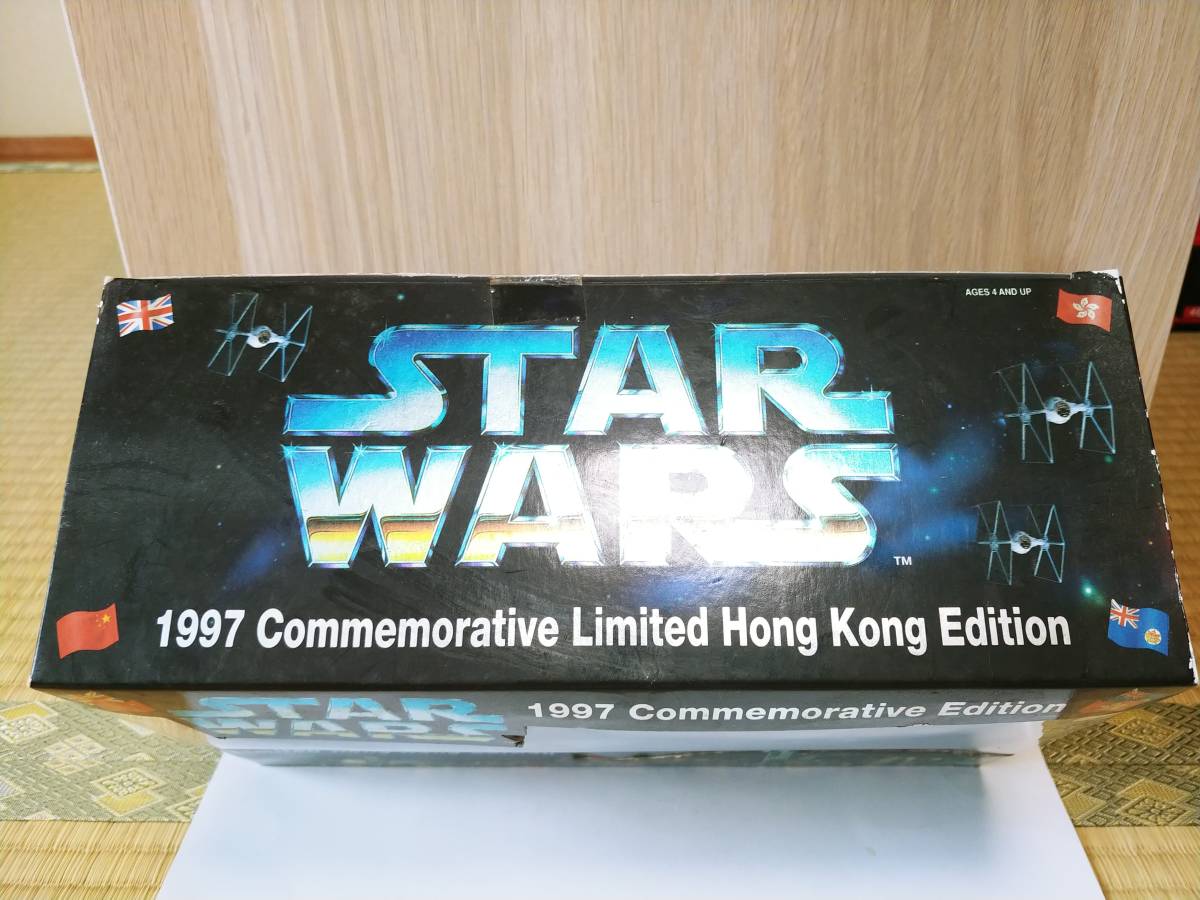 AGES 4 AND UP
STAR
WARS
TM
1997 Commemorative Limited Hong Kong Edition
STAR
WARS
1997 Commemorative Edition